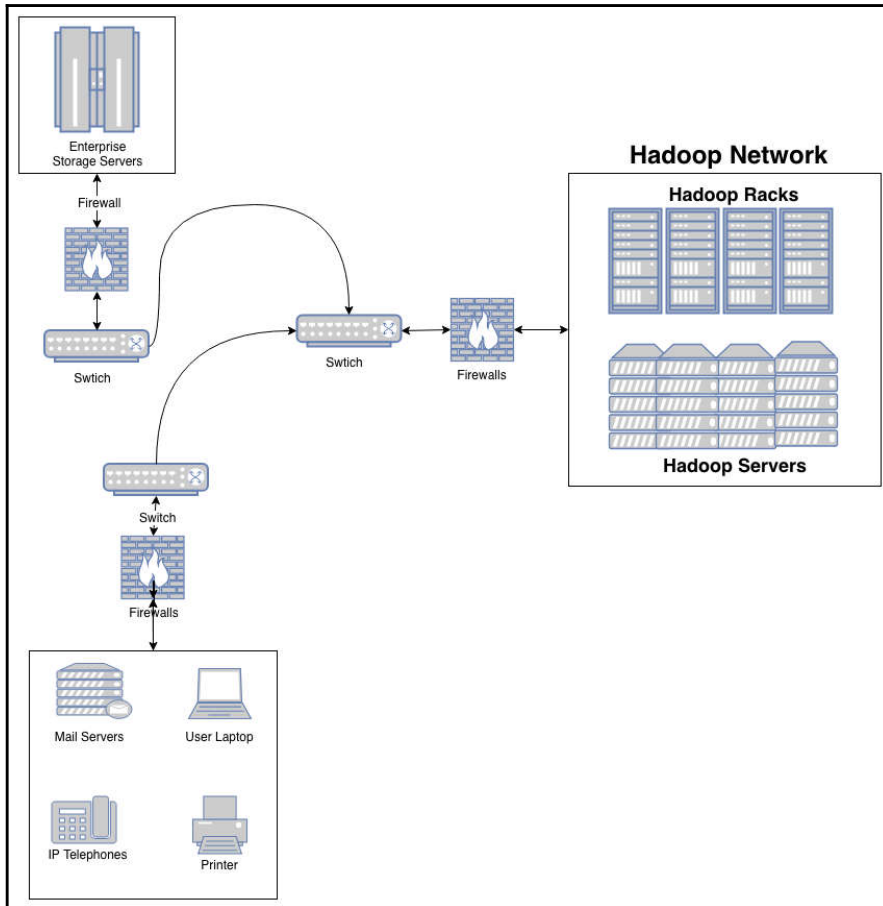 Enterprise
Storage Servers
Firewall
Swtich
Swtich
Firewalls
Hadoop Network
Hadoop Racks
Hadoop Servers
Switch
Firewalls
Mail Servers
User Laptop
IP Telephones
Printer